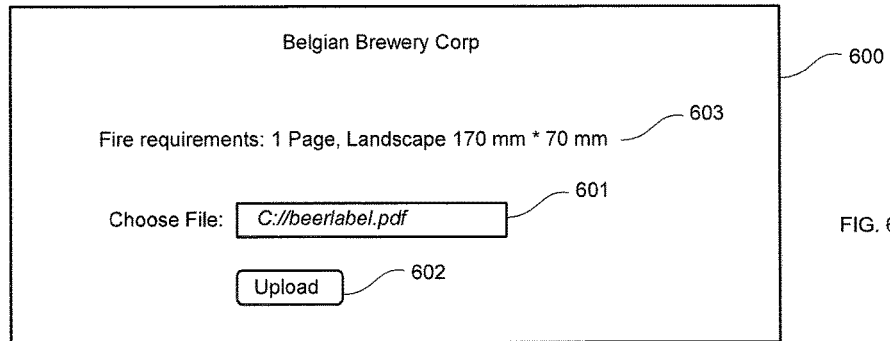 Belgian Brewery Corp
600
603
Fire requirements: 1 Page, Landscape 170 mm * 70 mm
601
Choose File: C://beerlabel.pdf
FIG. 6
602
Upload